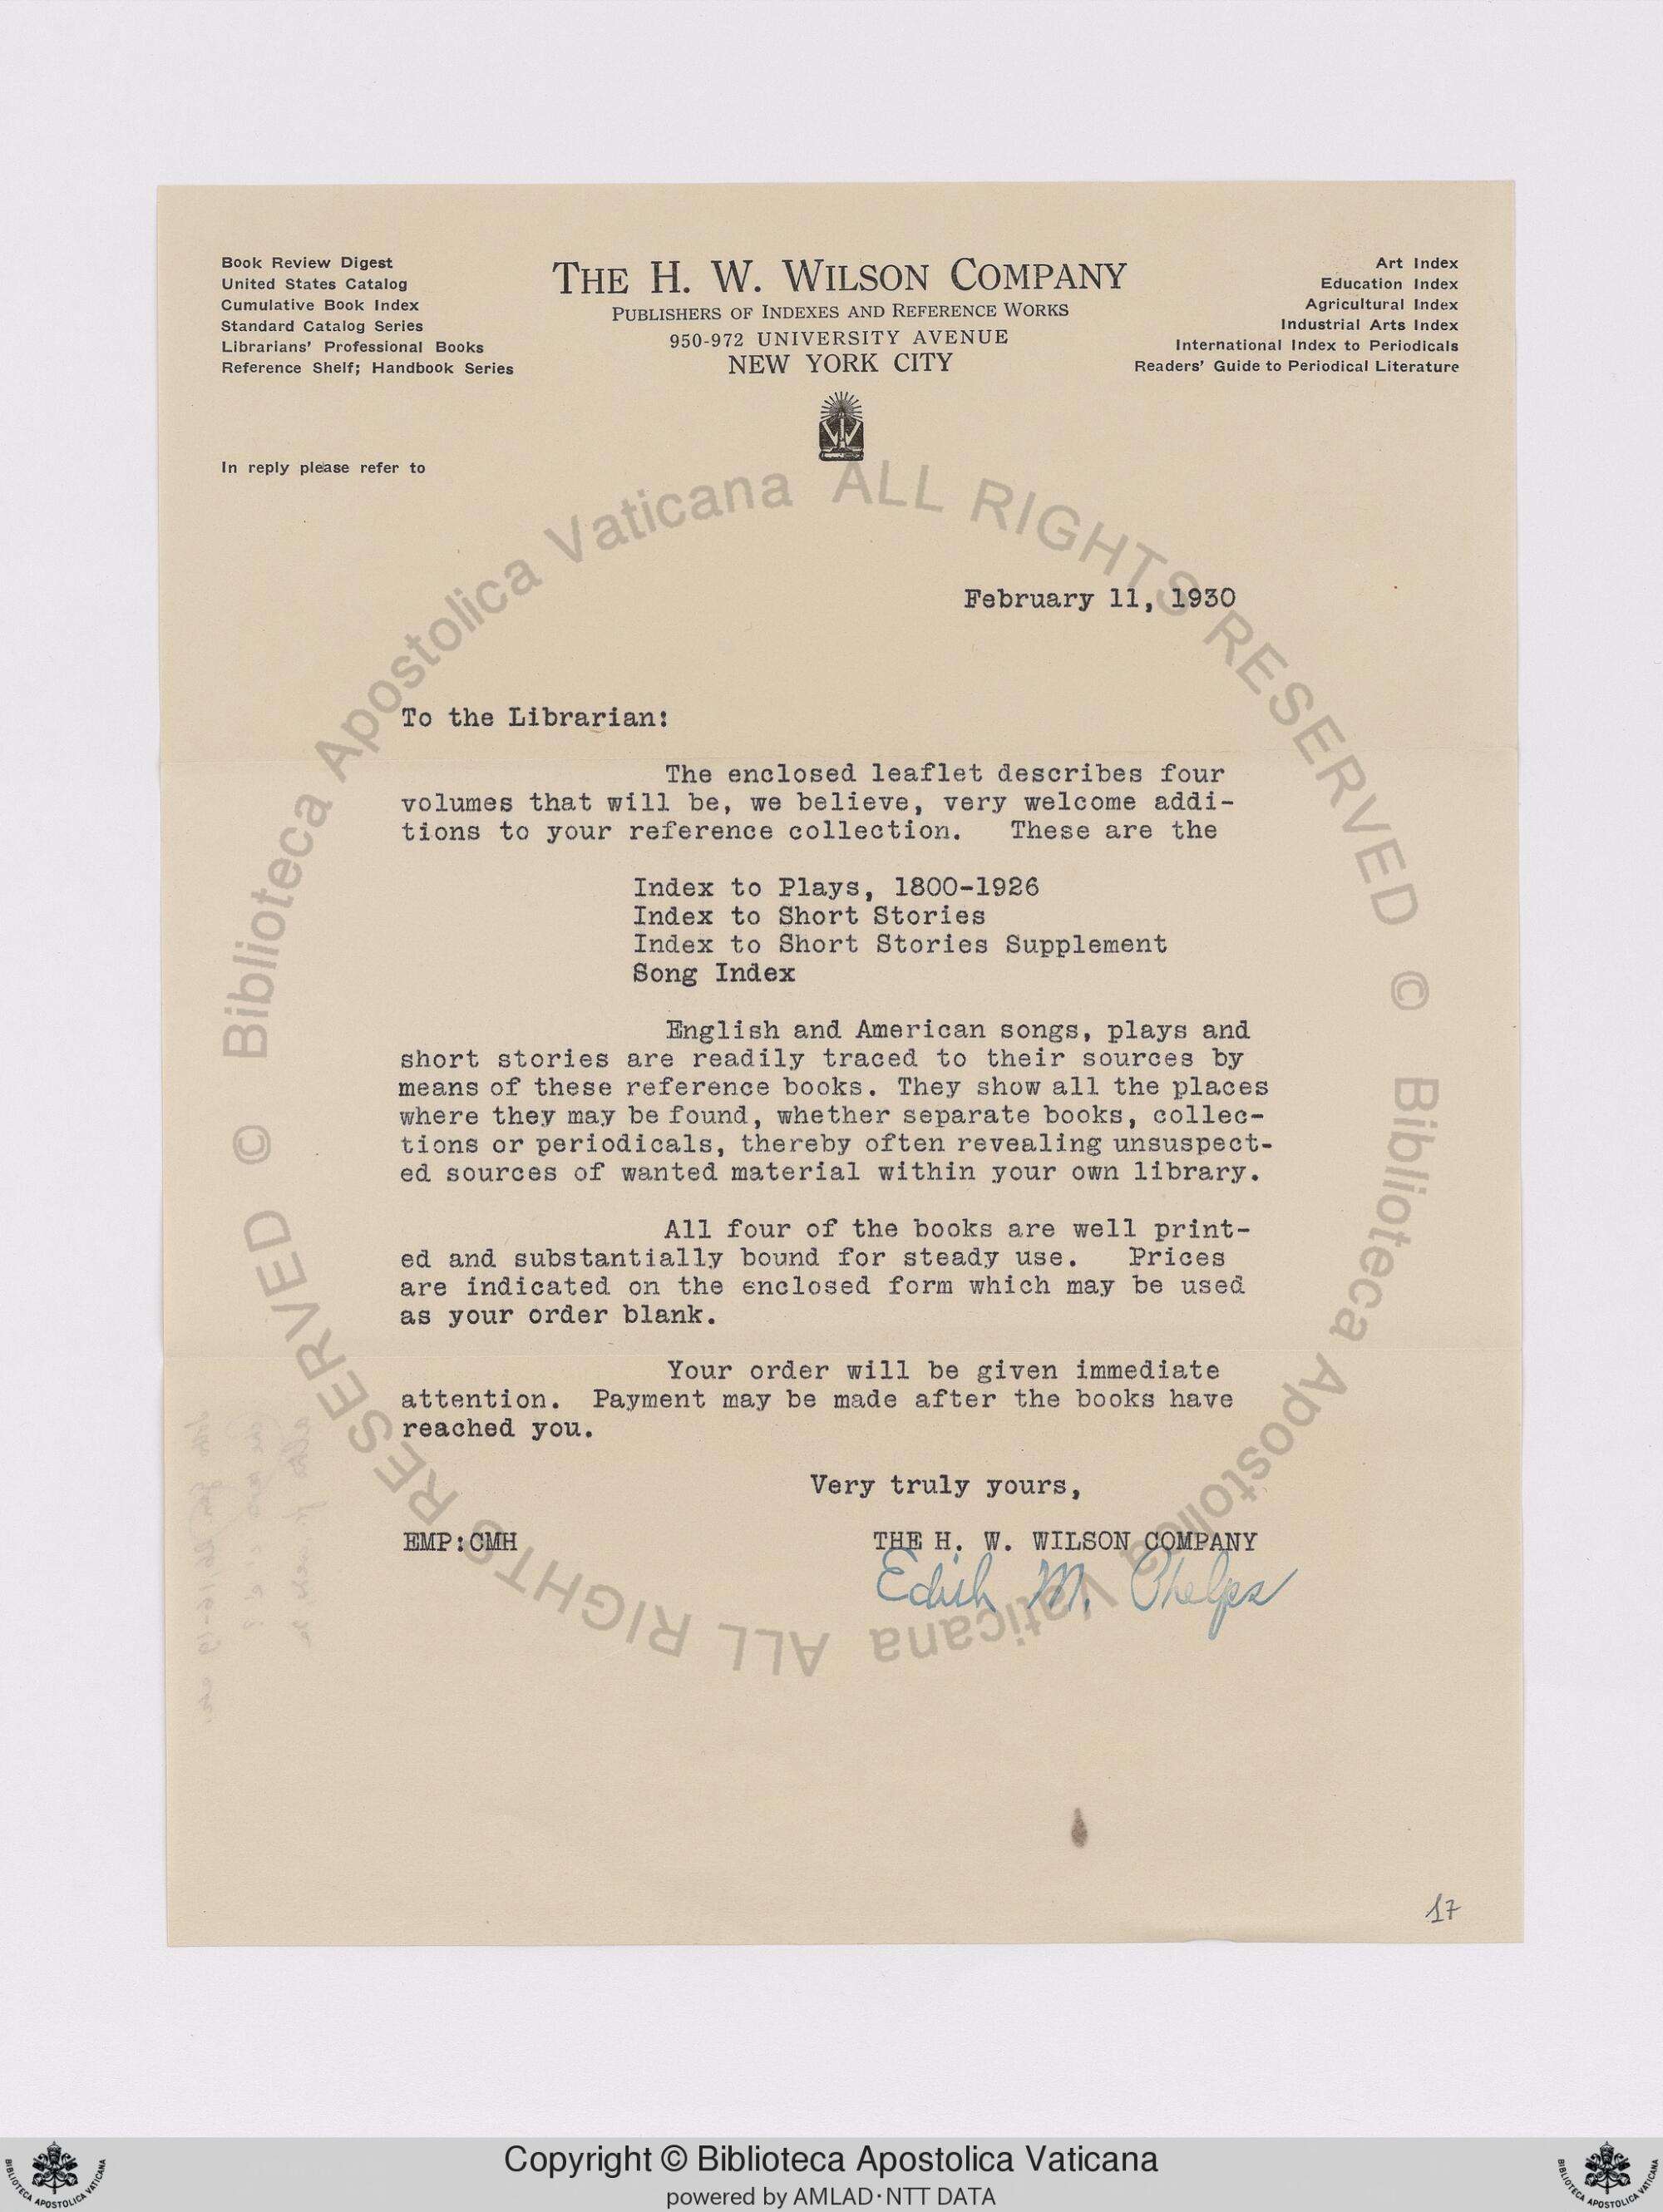 Book Review Digest
United States Catalog
Cumulative Book Index
Standard Catalog Series
Librarians' Professional Books
Reference Shelf; Handbook Series
THE H. W. WILSON COMPANY
PUBLISHERS OF INDEXES AND REFERENCE WORKS
950-972 UNIVERSITY AVENUE
NEW YORK CITY
Art Index
Education Index
Agricultural Index
Industrial Arts Index
International Index to Periodicals
Readers' Guide to Periodical Literature
In reply please refer to
February 11, 1930
To the Librarian:
The enclosed leaflet describes four
volumes that will be, we believe, very welcome addi-
tions to your reference collection. These are the
Index to Plays, 1800-1926
Index to Short Stories
Index to Short Stories Supplement
Song Index
English and American songs, plays and
short stories are readily traced to their sources by
means of these reference books. They show all the places
where they may be found, whether separate books, collec-
tions or periodicals, thereby often revealing unsuspect-
ed sources of wanted material within your own library.
All four of the books are well print-
ed and substantially bound for steady use. Prices
are indicated on the enclosed form which may be used
as your order blank.
Your order will be given immediate
attention. Payment may be made after the books have
reached you.
Very truly yours,
EMP:CMH THE H. W. WILSON COMPANY
Edith M. Phelps
17
© Biblioteca Apostolica Vaticana ALL RIGHTS RESERVED © Biblioteca Apostolica Vaticana ALL RIGHTS RESERVED
Copyright © Biblioteca Apostolica Vaticana
powered by AMLAD·NTT DATA
BIBLIOTECA APOSTOLICA VATICANA
BIBLIOTECA APOSTOLICA VATICANA